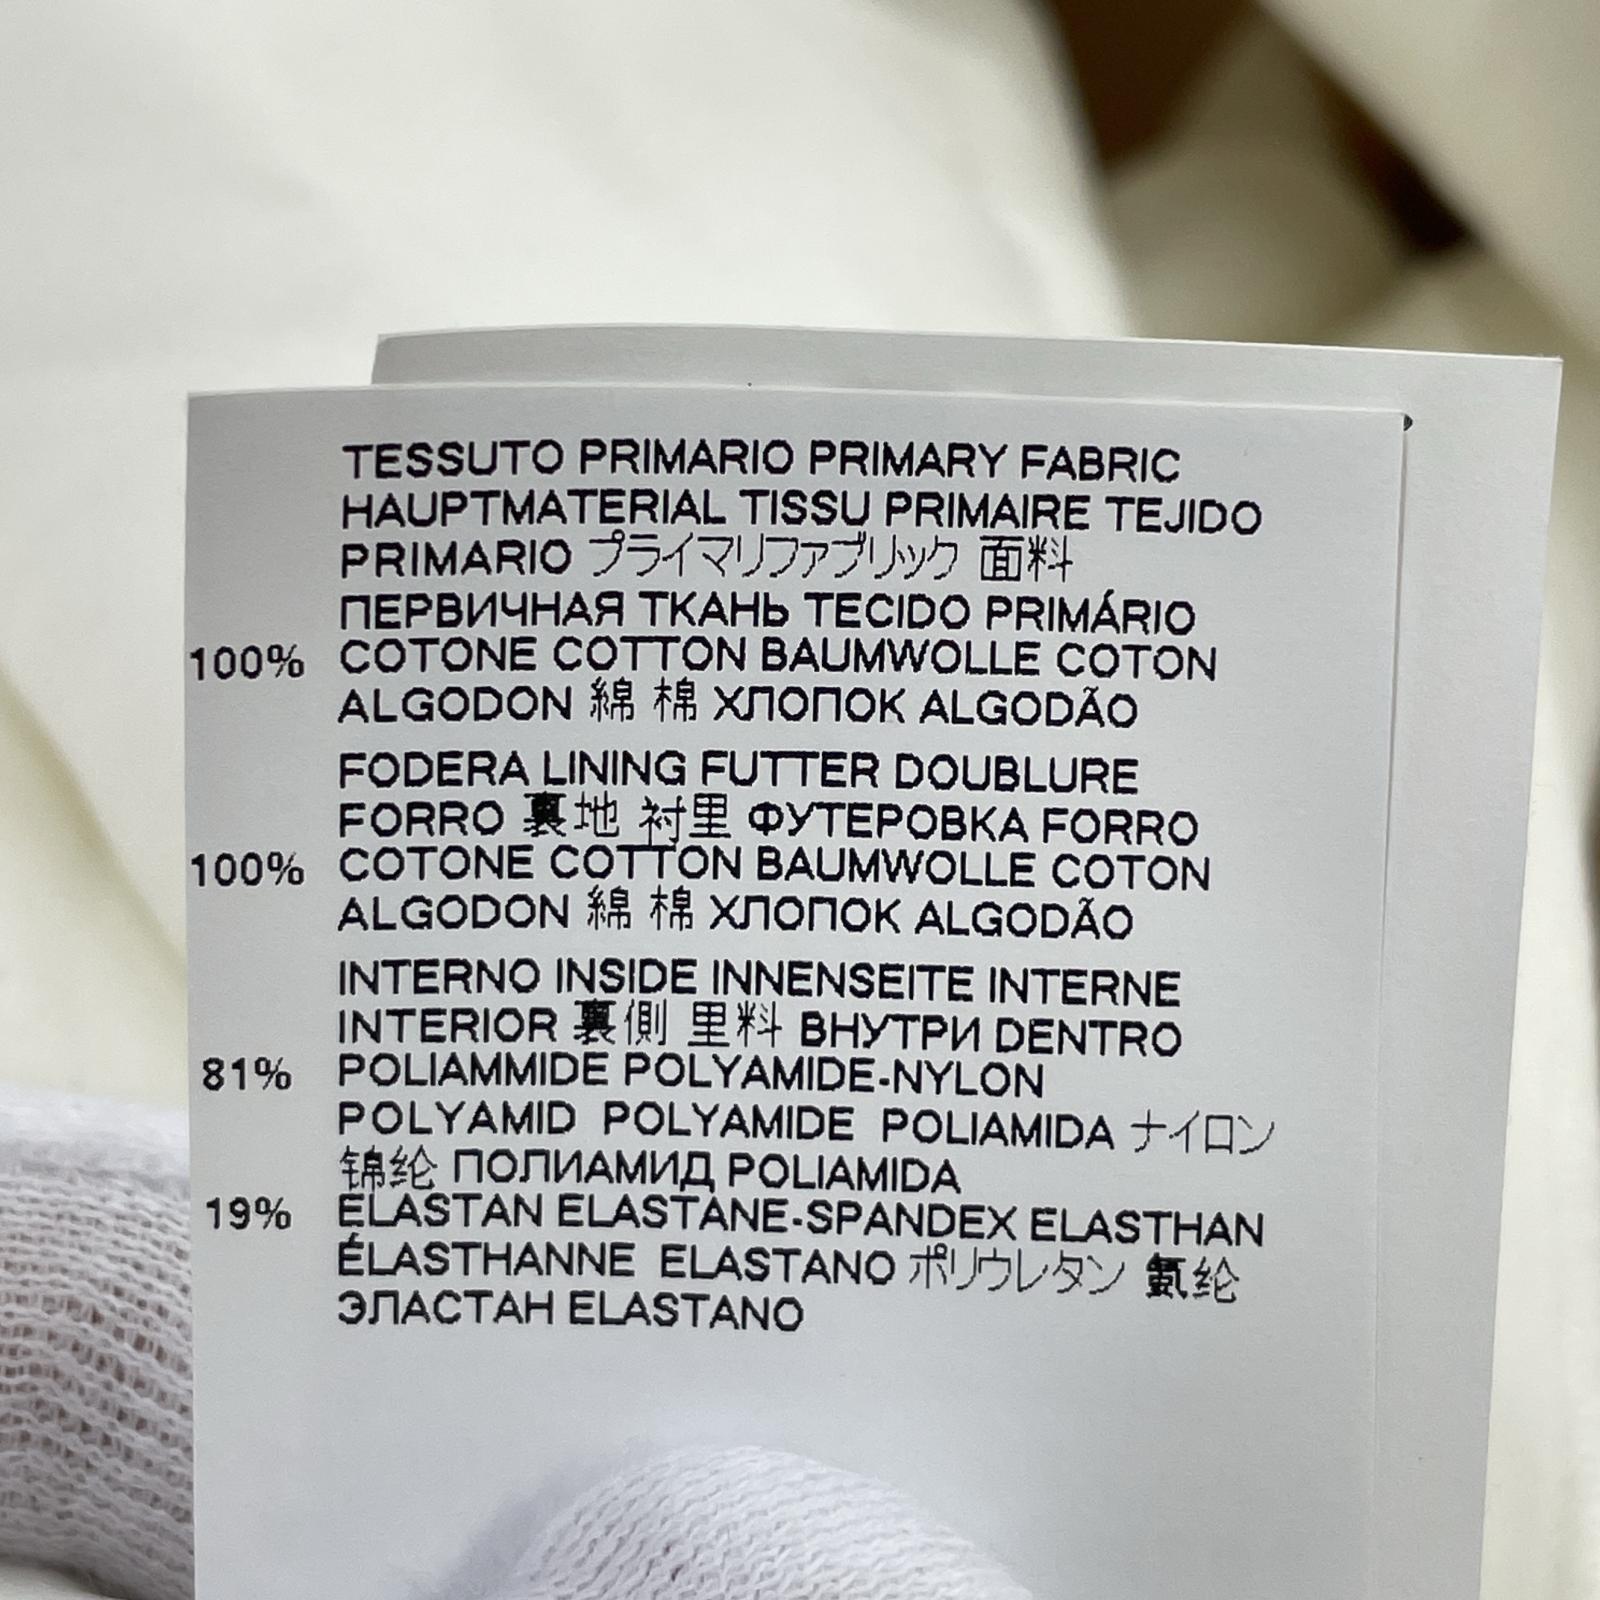 TESSUTO PRIMARIO PRIMARY FABRIC
HAUPTMATERIAL TISSU PRIMAIRE TEJIDO
PRIMARIO プライマリファブリック 面料
ПЕРВИЧНАЯ ТКАНЬ TECIDO PRIMÁRIO
100% COTONE COTTON BAUMWOLLE COTON
ALGODON 綿 棉 ХЛОПОК ALGODÃO
FODERA LINING FUTTER DOUBLURE
FORRO 裏地 衬里 ФУТЕРОВКА FORRO
100% COTONE COTTON BAUMWOLLE COTON
ALGODON 綿 棉 ХЛОПОК ALGODÃO
INTERNO INSIDE INNENSEITE INTERNE
INTERIOR 裏側 里料 ВНУТРИ DENTRO
81% POLIAMMIDE POLYAMIDE-NYLON
POLYAMID POLYAMIDE POLIAMIDA ナイロン
锦纶 ПОЛИАМИД POLIAMIDA
19% ELASTAN ELASTANE-SPANDEX ELASTHAN
ÉLASTHANNE ELASTANO ポリウレタン 氨纶
ЭЛАСТАН ELASTANO